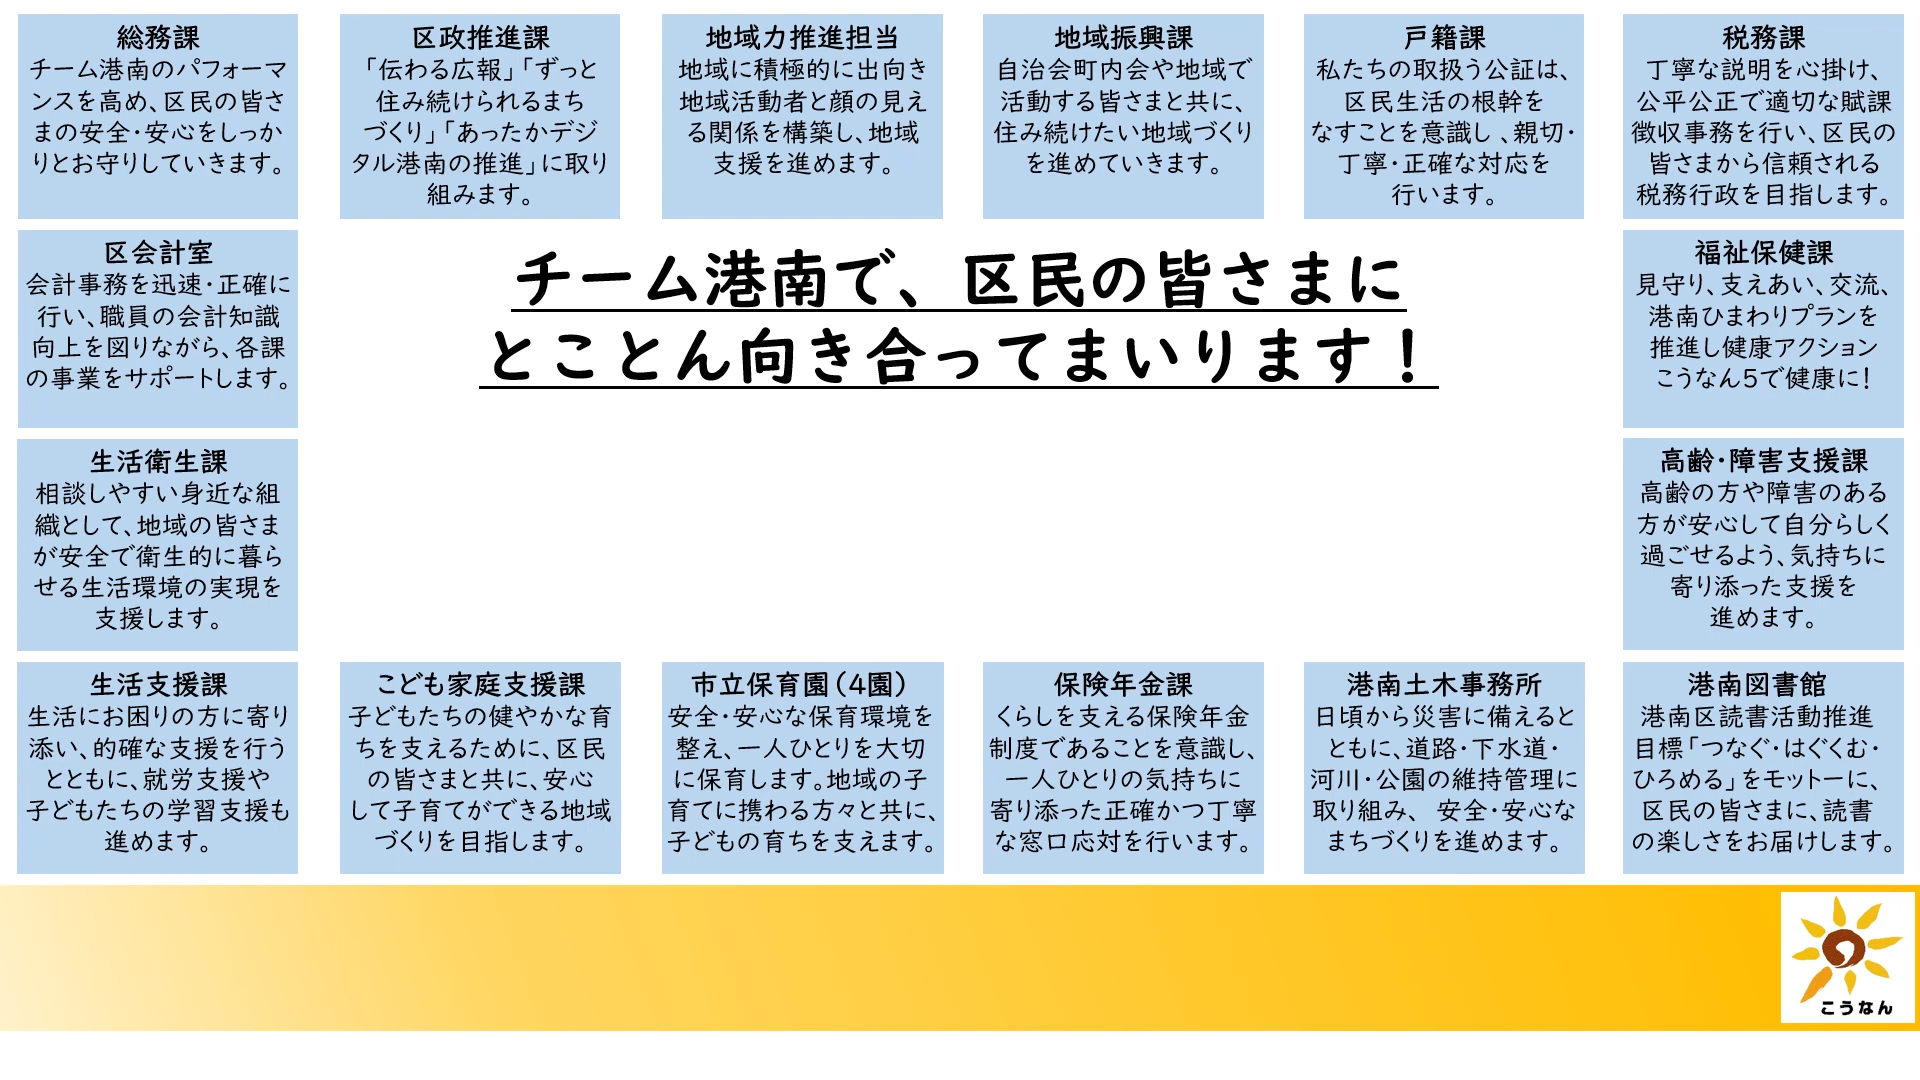 総務課
チーム港南のパフォーマ
ンスを高め、区民の皆さ
まの安全・安心をしっか
りとお守りしていきます。
区政推進課
「伝わる広報」「ずっと
住み続けられるまち
づくり」「あったかデジ
タル港南の推進」に取り
組みます。
地域力推進担当
地域に積極的に出向き
地域活動者と顔の見え
る関係を構築し、地域
支援を進めます。
地域振興課
自治会町内会や地域で
活動する皆さまと共に、
住み続けたい地域づくり
を進めていきます。
戸籍課
私たちの取扱う公証は、
区民生活の根幹を
なすことを意識し 、親切・
丁寧・正確な対応を
行います。
税務課
丁寧な説明を心掛け、
公平公正で適切な賦課
徴収事務を行い、区民の
皆さまから信頼される
税務行政を目指します。
区会計室
会計事務を迅速・正確に
行い、職員の会計知識
向上を図りながら、各課
の事業をサポートします。
チーム港南で、区民の皆さまに
とことん向き合ってまいります！
福祉保健課
見守り、支えあい、交流、
港南ひまわりプランを
推進し健康アクション
こうなん5で健康に！
生活衛生課
相談しやすい身近な組
織として、地域の皆さま
が安全で衛生的に暮ら
せる生活環境の実現を
支援します。
高齢・障害支援課
高齢の方や障害のある
方が安心して自分らしく
過ごせるよう、気持ちに
寄り添った支援を
進めます。
生活支援課
生活にお困りの方に寄り
添い、的確な支援を行う
とともに、就労支援や
子どもたちの学習支援も
進めます。
こども家庭支援課
子どもたちの健やかな育
ちを支えるために、区民
の皆さまと共に、安心
して子育てができる地域
づくりを目指します。
市立保育園（4園）
安全・安心な保育環境を
整え、一人ひとりを大切
に保育します。地域の子
育てに携わる方々と共に、
子どもの育ちを支えます。
保険年金課
くらしを支える保険年金
制度であることを意識し、
一人ひとりの気持ちに
寄り添った正確かつ丁寧
な窓口応対を行います。
港南土木事務所
日頃から災害に備えると
ともに、道路・下水道・
河川・公園の維持管理に
取り組み、 安全・安心な
まちづくりを進めます。
港南図書館
港南区読書活動推進
目標「つなぐ・はぐくむ・
ひろめる」をモットーに、
区民の皆さまに、読書
の楽しさをお届けします。
こうなん